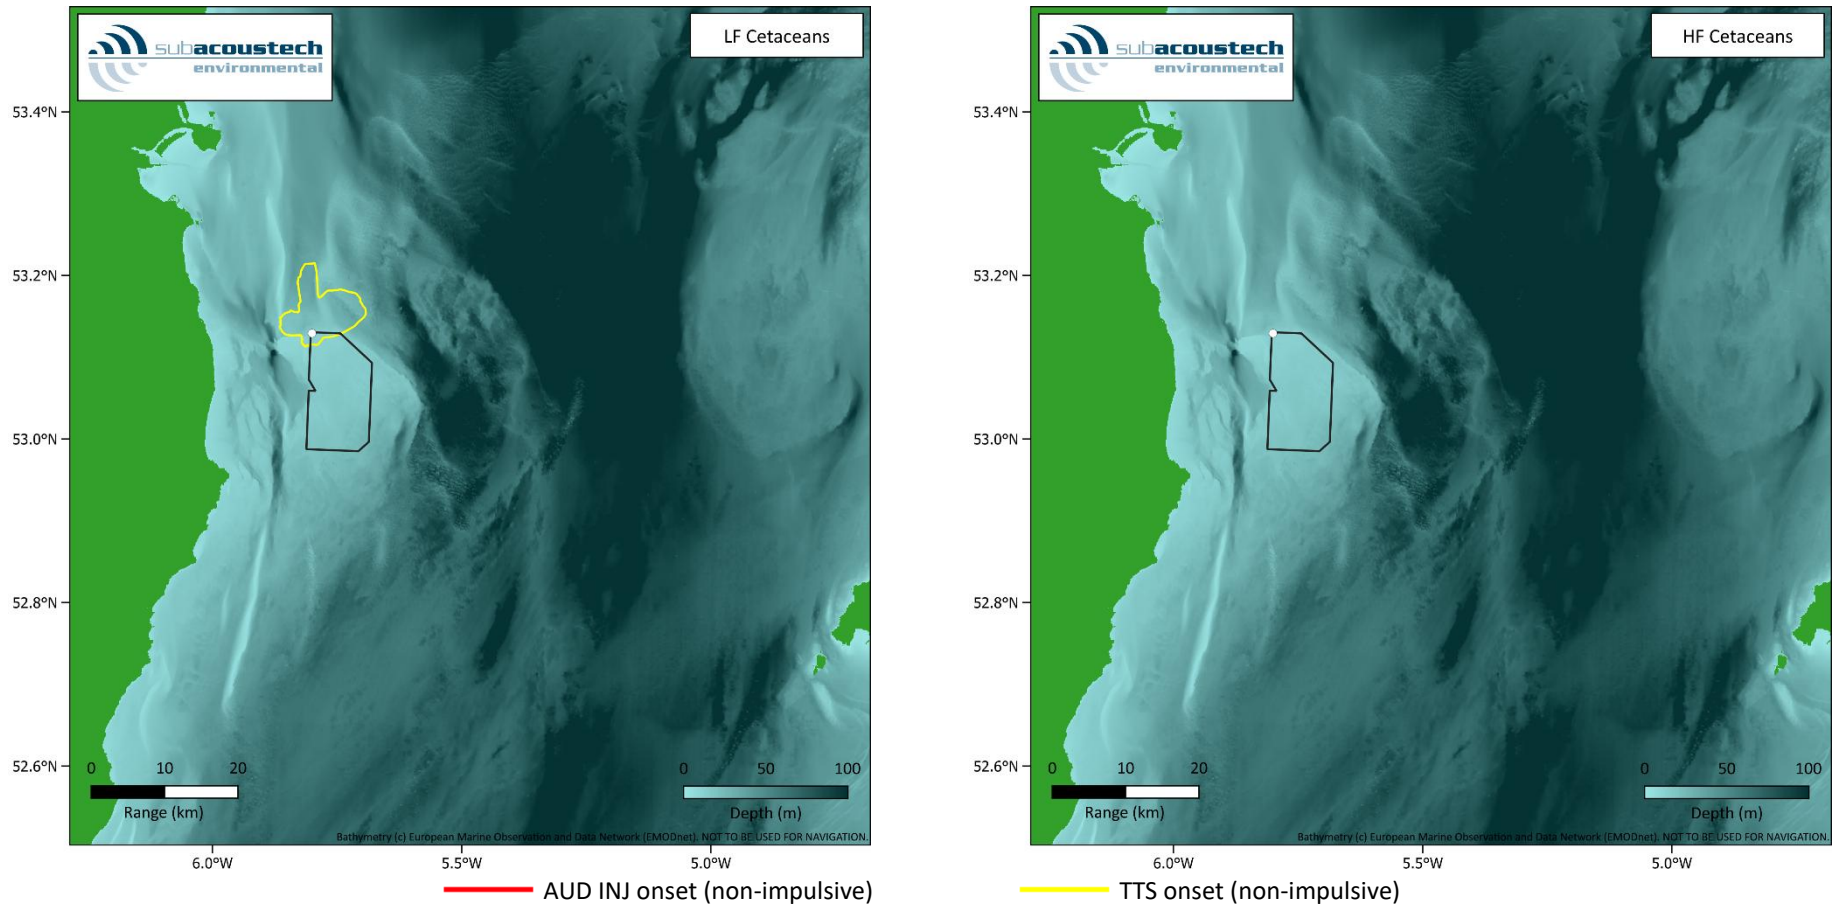 subacoustech
environmental
LF Cetaceans
53.4°N
53.2°N
53.0°N
52.8°N
52.6°N
0 10 20
Range (km)
0 50 100
Depth (m)
Bathymetry (c) European Marine Observation and Data Network (EMODnet). NOT TO BE USED FOR NAVIGATION.
6.0°W 5.5°W 5.0°W
subacoustech
environmental
HF Cetaceans
53.4°N
53.2°N
53.0°N
52.8°N
52.6°N
0 10 20
Range (km)
0 50 100
Depth (m)
Bathymetry (c) European Marine Observation and Data Network (EMODnet). NOT TO BE USED FOR NAVIGATION.
6.0°W 5.5°W 5.0°W
AUD INJ onset (non-impulsive) TTS onset (non-impulsive)